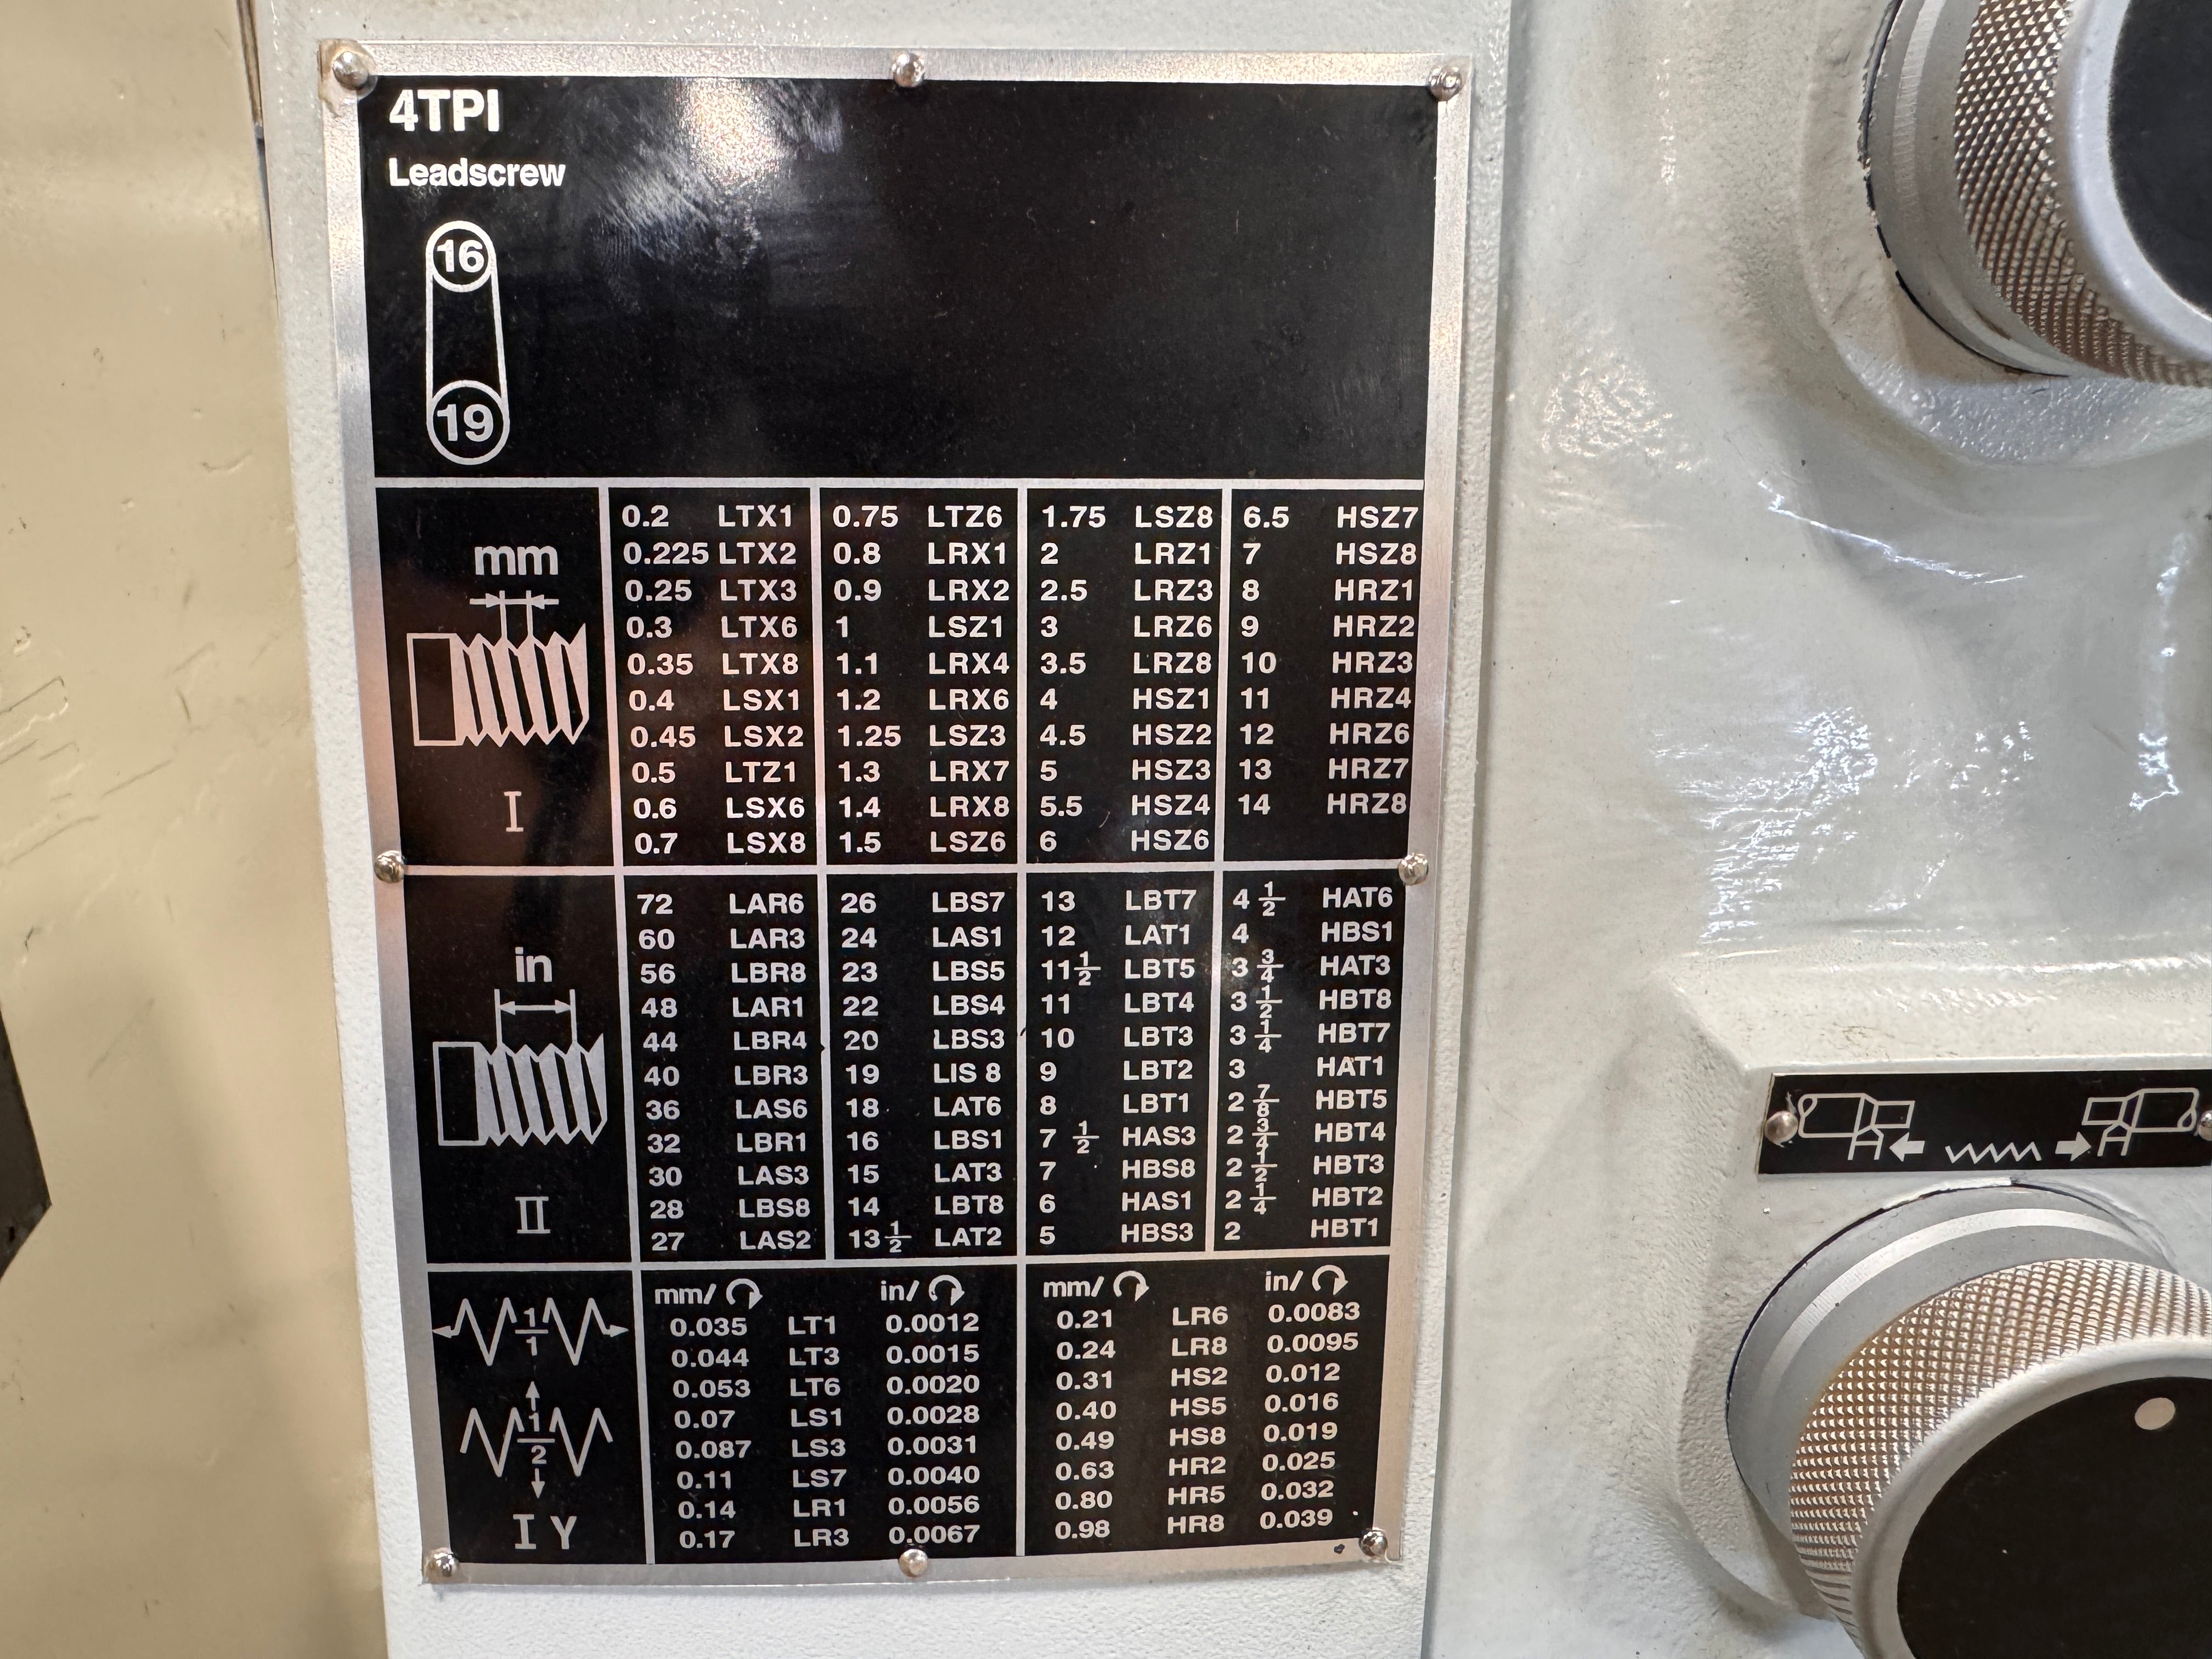 4TPI
Leadscrew
16
19
mm
I
0.2 LTX1 0.75 LTZ6 1.75 LSZ8 6.5 HSZ7
0.225 LTX2 0.8 LRX1 2 LRZ1 7 HSZ8
0.25 LTX3 0.9 LRX2 2.5 LRZ3 8 HRZ1
0.3 LTX6 1 LSZ1 3 LRZ6 9 HRZ2
0.35 LTX8 1.1 LRX4 3.5 LRZ8 10 HRZ3
0.4 LSX1 1.2 LRX6 4 HSZ1 11 HRZ4
0.45 LSX2 1.25 LSZ3 4.5 HSZ2 12 HRZ6
0.5 LTZ1 1.3 LRX7 5 HSZ3 13 HRZ7
0.6 LSX6 1.4 LRX8 5.5 HSZ4 14 HRZ8
0.7 LSX8 1.5 LSZ6 6 HSZ6
in
II
72 LAR6 26 LBS7 13 LBT7 4 1/2 HAT6
60 LAR3 24 LAS1 12 LAT1 4 HBS1
56 LBR8 23 LBS5 11 1/2 LBT5 3 3/4 HAT3
48 LAR1 22 LBS4 11 LBT4 3 1/2 HBT8
44 LBR4 20 LBS3 10 LBT3 3 1/4 HBT7
40 LBR3 19 LIS 8 9 LBT2 3 HAT1
36 LAS6 18 LAT6 8 LBT1 2 7/8 HBT5
32 LBR1 16 LBS1 7 1/2 HAS3 2 3/4 HBT4
30 LAS3 15 LAT3 7 HBS8 2 1/2 HBT3
28 LBS8 14 LBT8 6 HAS1 2 1/4 HBT2
27 LAS2 13 1/2 LAT2 5 HBS3 2 HBT1
1/1
1/2
I Y
mm/ in/ mm/ in/
0.035 LT1 0.0012 0.21 LR6 0.0083
0.044 LT3 0.0015 0.24 LR8 0.0095
0.053 LT6 0.0020 0.31 HS2 0.012
0.07 LS1 0.0028 0.40 HS5 0.016
0.087 LS3 0.0031 0.49 HS8 0.019
0.11 LS7 0.0040 0.63 HR2 0.025
0.14 LR1 0.0056 0.80 HR5 0.032
0.17 LR3 0.0067 0.98 HR8 0.039